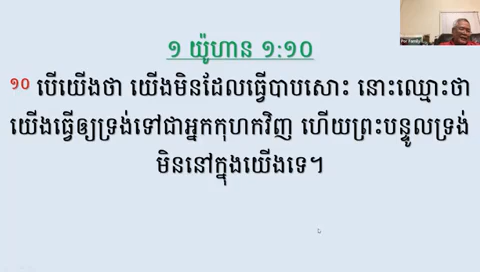 ១ យ៉ូហាន ១:១០
១០ បើយើងថា យើងមិនដែលធ្វើបាបសោះ នោះឈ្មោះថា
យើងធ្វើឲ្យទ្រង់ទៅជាអ្នកកុហកវិញ ហើយព្រះបន្ទូលទ្រង់
មិននៅក្នុងយើងទេ។